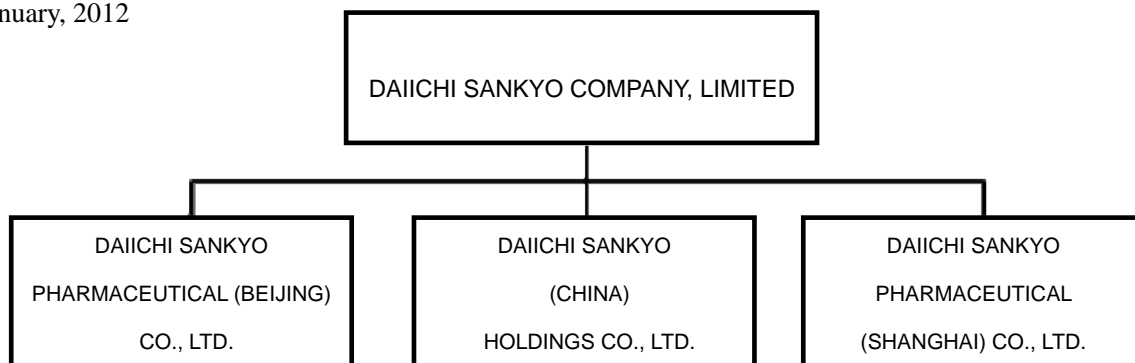 nuary, 2012
DAIICHI SANKYO COMPANY, LIMITED
DAIICHI SANKYO
PHARMACEUTICAL (BEIJING)
CO., LTD.
DAIICHI SANKYO
(CHINA)
HOLDINGS CO., LTD.
DAIICHI SANKYO
PHARMACEUTICAL
(SHANGHAI) CO., LTD.